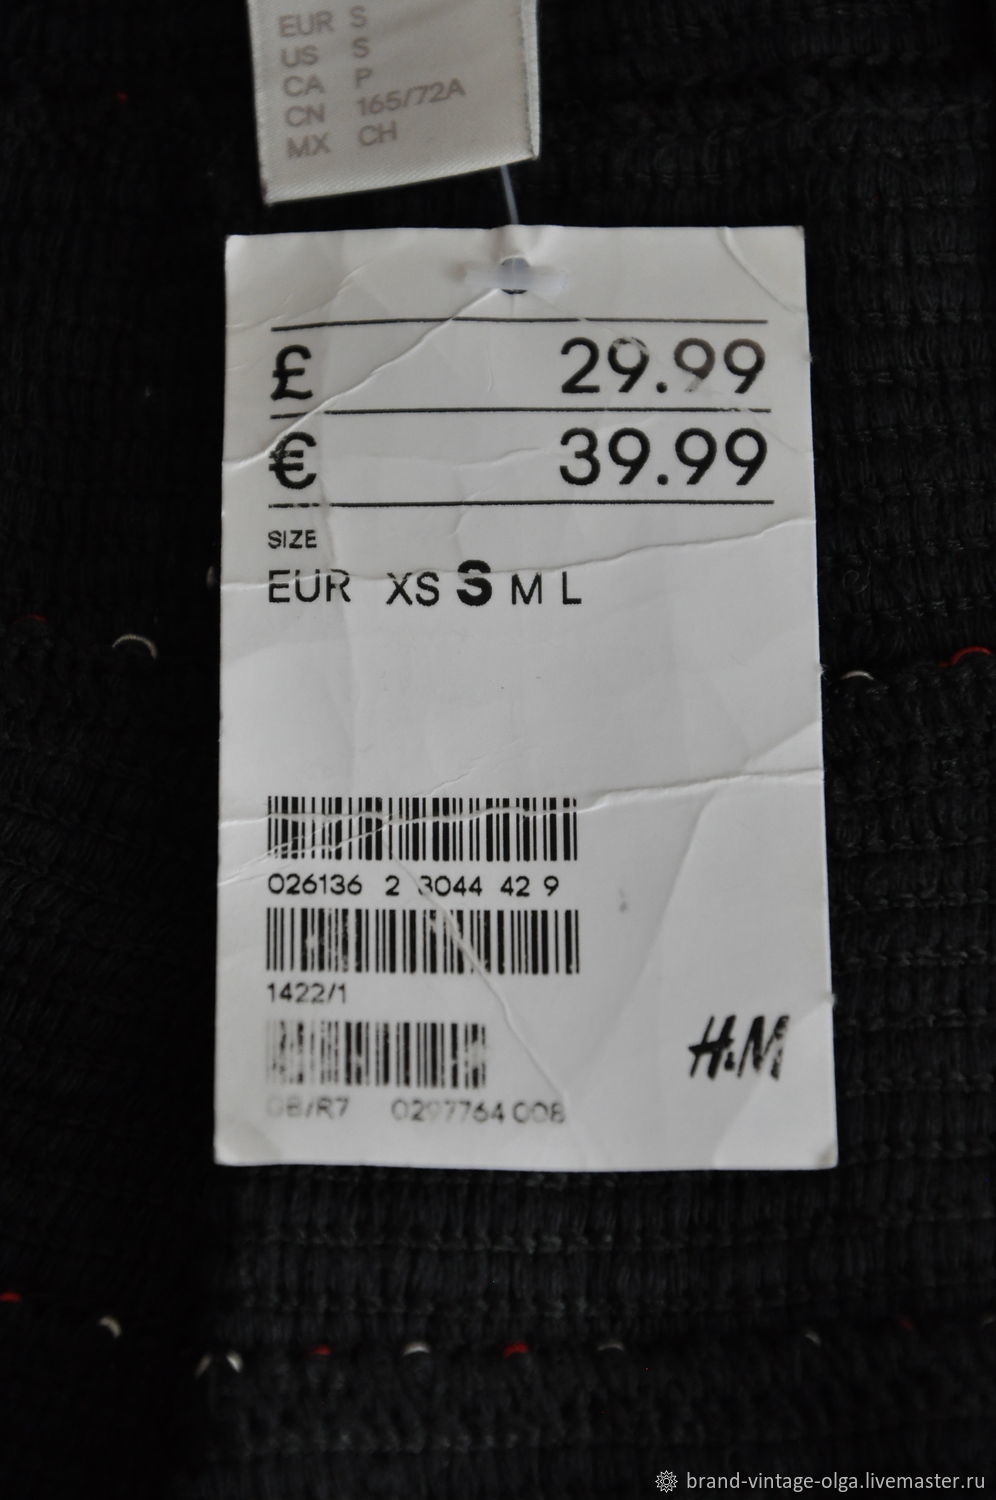 EUR S
US S
CA P
CN 165/72A
MX CH
£ 29.99
€ 39.99
SIZE
EUR XS S M L
026136 2 3044 42 9
1422/1
GB/R7 0297764 008
H&M
brand-vintage-olga.livemaster.ru